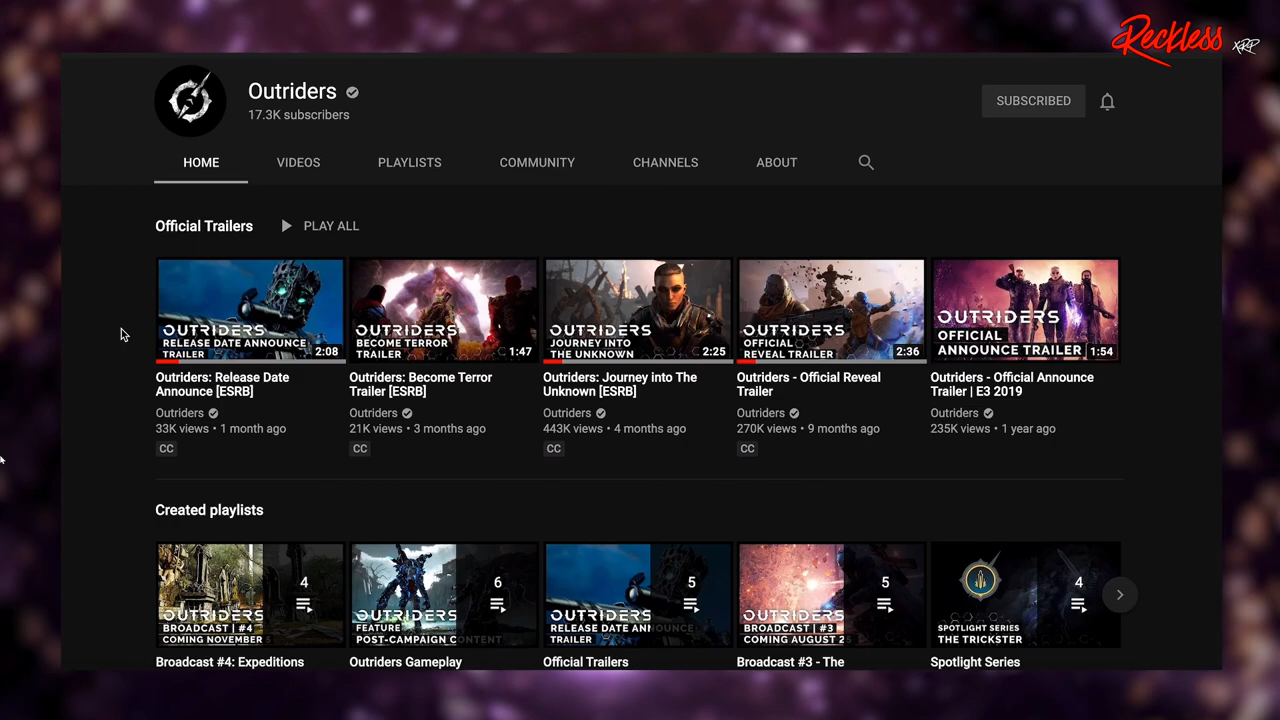 Reckless XRP
Outriders
17.3K subscribers
SUBSCRIBED
HOME VIDEOS PLAYLISTS COMMUNITY CHANNELS ABOUT
Official Trailers PLAY ALL
OUTRIDERS
RELEASE DATE ANNOUNCE
TRAILER
2:08
OUTRIDERS
BECOME TERROR
TRAILER
1:47
OUTRIDERS
JOURNEY INTO
THE UNKNOWN
2:25
OUTRIDERS
OFFICIAL
REVEAL TRAILER
2:36
OUTRIDERS
OFFICIAL
ANNOUNCE TRAILER
1:54
Outriders: Release Date
Announce [ESRB]
Outriders
33K views • 1 month ago
CC
Outriders: Become Terror
Trailer [ESRB]
Outriders
21K views • 3 months ago
CC
Outriders: Journey into The
Unknown [ESRB]
Outriders
443K views • 4 months ago
CC
Outriders - Official Reveal
Trailer
Outriders
270K views • 9 months ago
CC
Outriders - Official Announce
Trailer | E3 2019
Outriders
235K views • 1 year ago
Created playlists
OUTRIDERS
BROADCAST | #4
COMING NOVEMBER
4
OUTRIDERS
FEATURE
POST-CAMPAIGN CONTENT
6
OUTRIDERS
RELEASE DATE ANNOUNCE
TRAILER
5
OUTRIDERS
BROADCAST | #3
COMING AUGUST 25
5
SPOTLIGHT SERIES
THE TRICKSTER
4
Broadcast #4: Expeditions
Outriders Gameplay
Official Trailers
Broadcast #3 - The
Spotlight Series